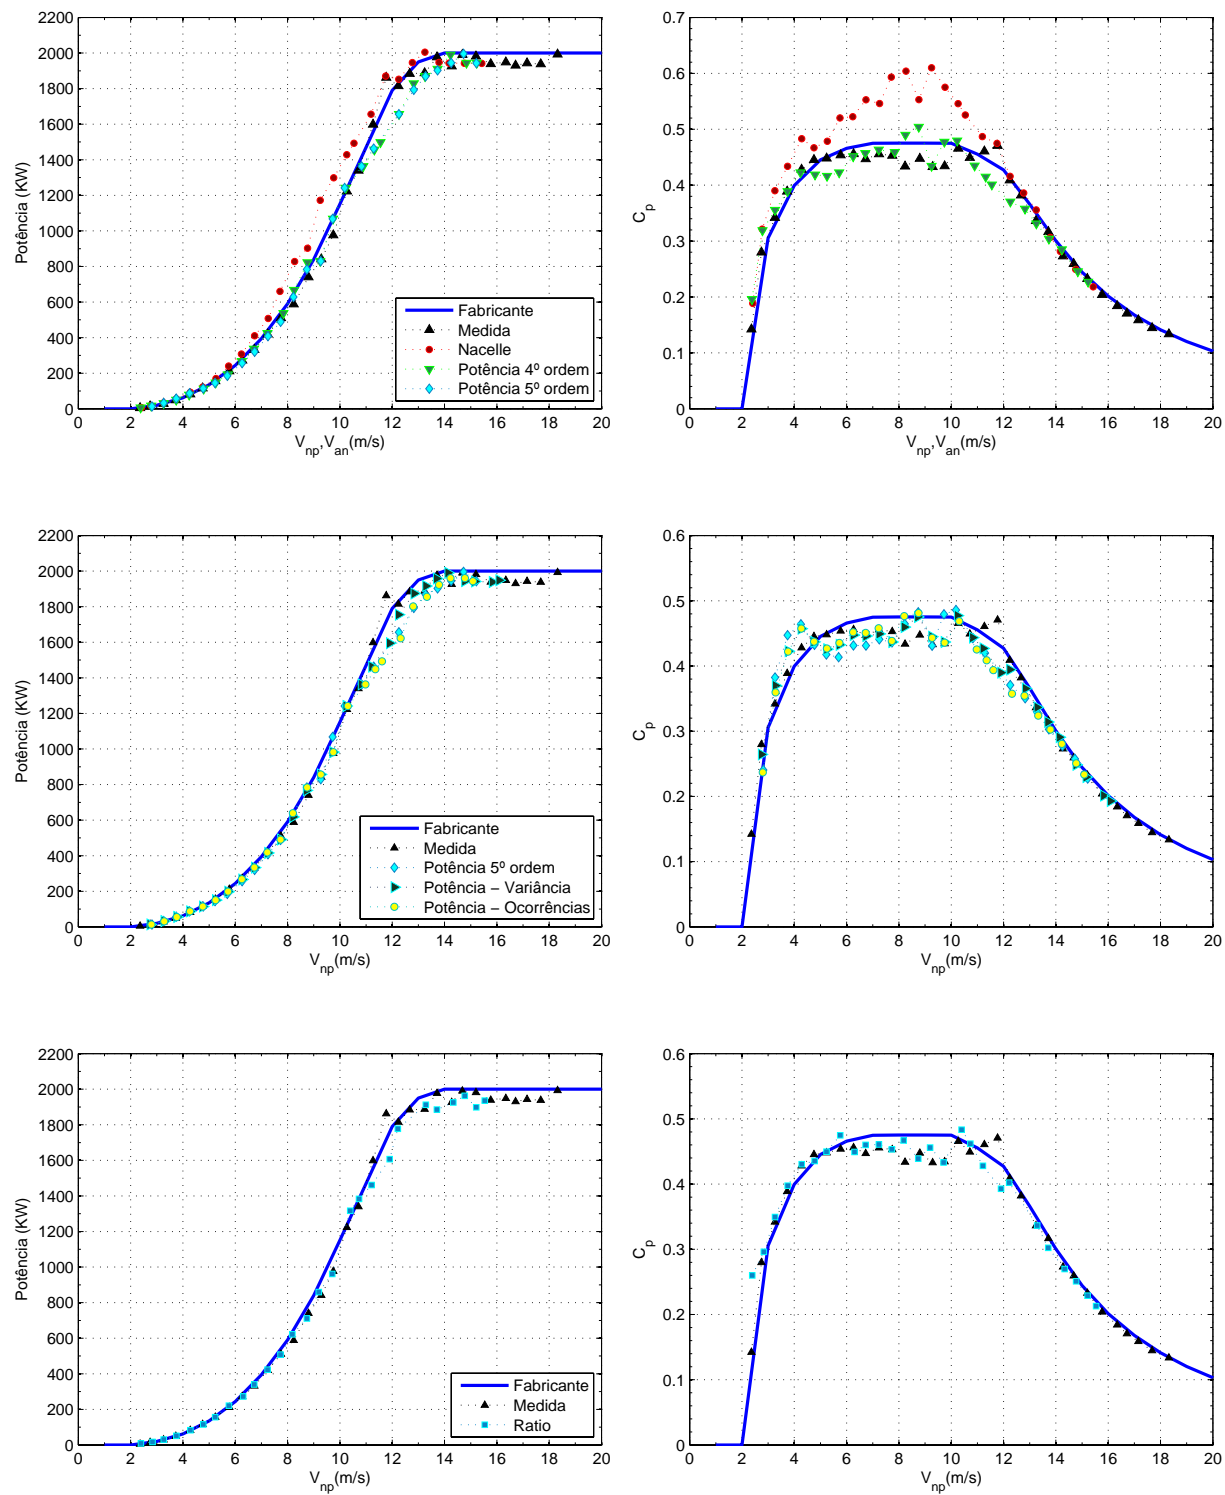 2200
2000
1800
1600
1400
1200
1000
800
600
400
200
0
Potência (KW)
0 2 4 6 8 10 12 14 16 18 20
V_np,V_an(m/s)
Fabricante
Medida
Nacelle
Potência 4º ordem
Potência 5º ordem
0.7
0.6
0.5
0.4
0.3
0.2
0.1
0
C_p
0 2 4 6 8 10 12 14 16 18 20
V_np,V_an(m/s)
2200
2000
1800
1600
1400
1200
1000
800
600
400
200
0
Potência (KW)
0 2 4 6 8 10 12 14 16 18 20
V_np(m/s)
Fabricante
Medida
Potência 5º ordem
Potência − Variância
Potência − Ocorrências
0.6
0.5
0.4
0.3
0.2
0.1
0
C_p
0 2 4 6 8 10 12 14 16 18 20
V_np(m/s)
2200
2000
1800
1600
1400
1200
1000
800
600
400
200
0
Potência (KW)
0 2 4 6 8 10 12 14 16 18 20
V_np(m/s)
Fabricante
Medida
Ratio
0.6
0.5
0.4
0.3
0.2
0.1
0
C_p
0 2 4 6 8 10 12 14 16 18 20
V_np(m/s)